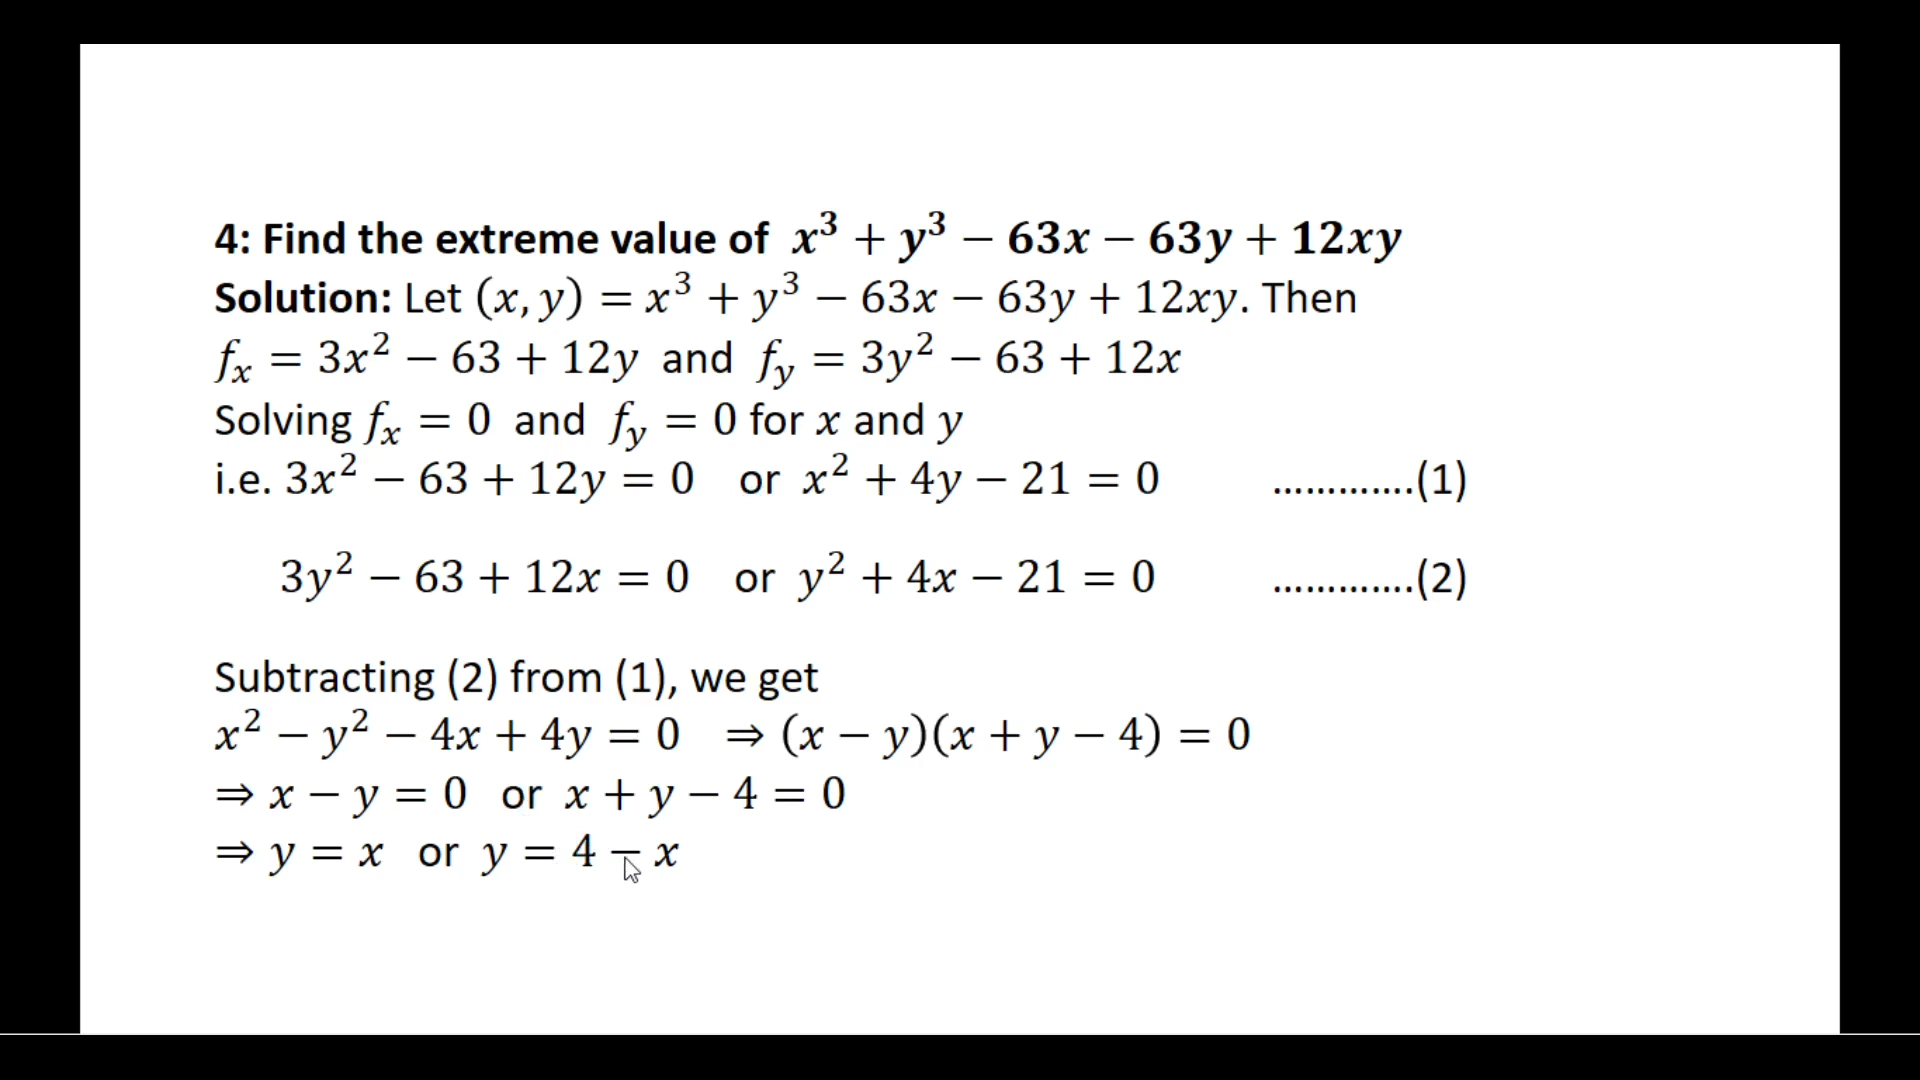 4: Find the extreme value of x³ + y³ − 63x − 63y + 12xy
Solution: Let (x, y) = x³ + y³ − 63x − 63y + 12xy. Then
fₓ = 3x² − 63 + 12y and f_y = 3y² − 63 + 12x
Solving fₓ = 0 and f_y = 0 for x and y
i.e. 3x² − 63 + 12y = 0 or x² + 4y − 21 = 0 .............(1)
3y² − 63 + 12x = 0 or y² + 4x − 21 = 0 .............(2)
Subtracting (2) from (1), we get
x² − y² − 4x + 4y = 0 ⇒ (x − y)(x + y − 4) = 0
⇒ x − y = 0 or x + y − 4 = 0
⇒ y = x or y = 4 − x